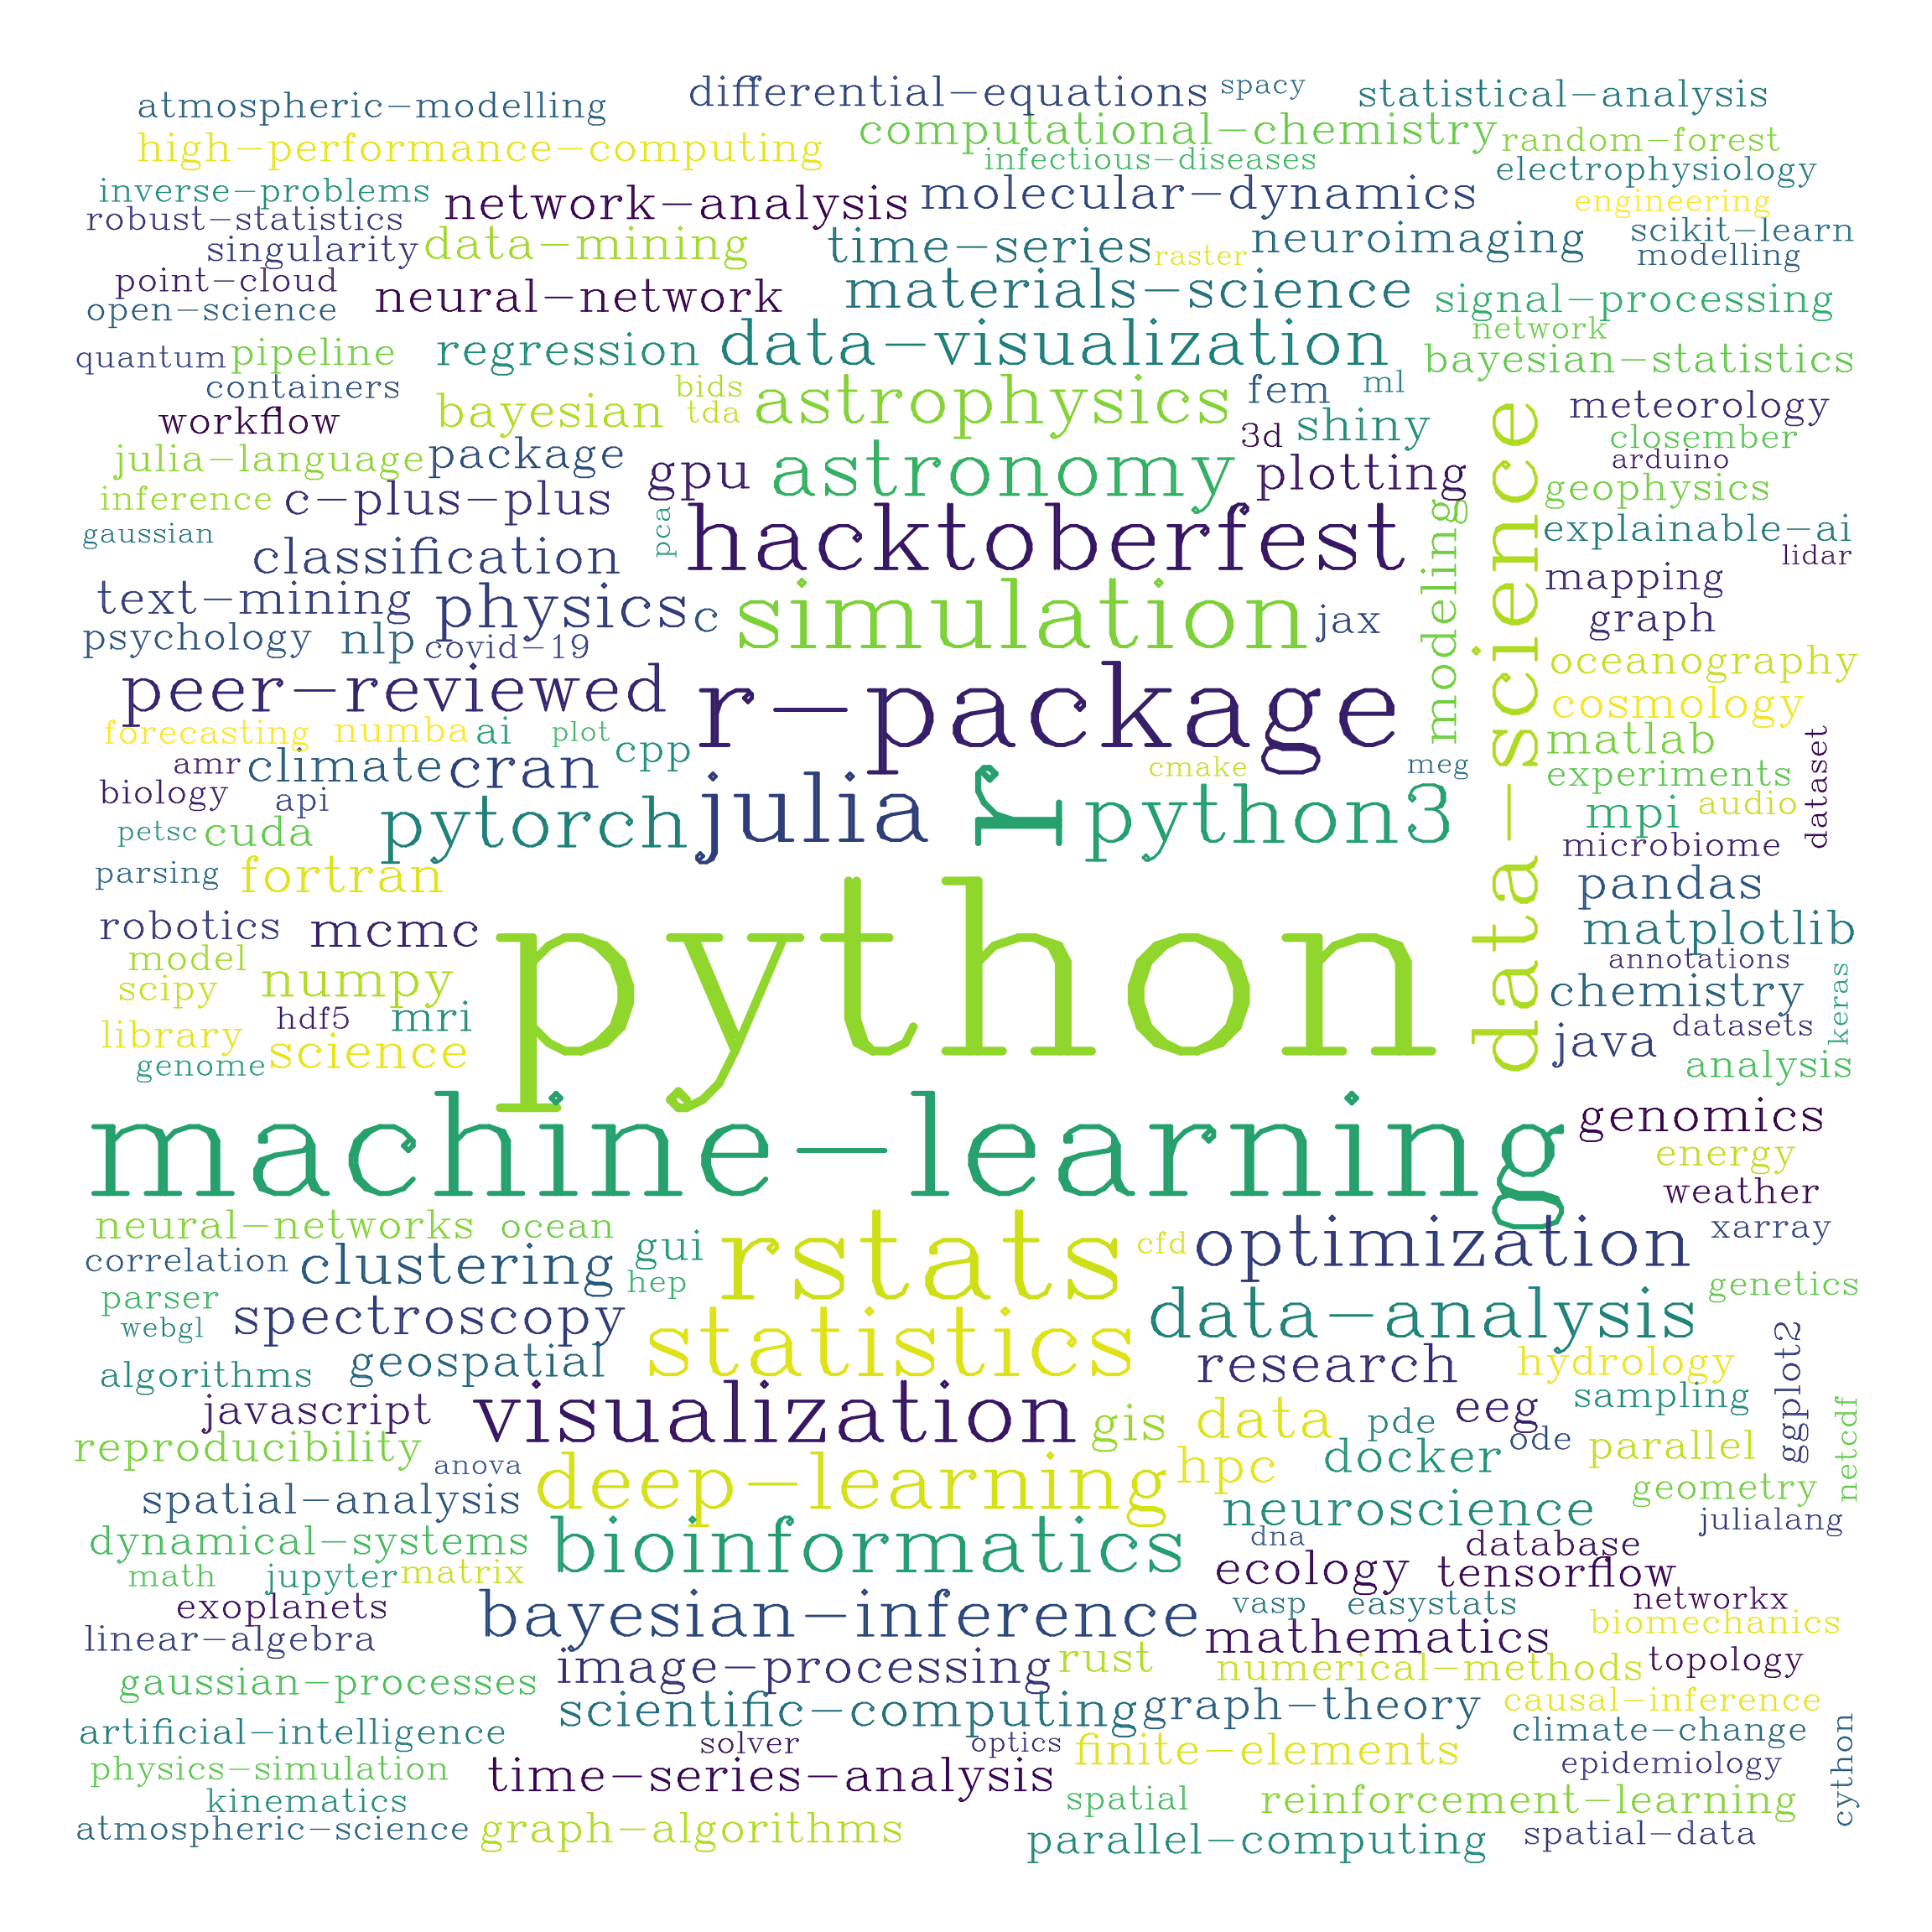 differential-equations spacy statistical-analysis
atmospheric-modelling
computational-chemistry random-forest
high-performance-computing infectious-diseases electrophysiology
inverse-problems network-analysis molecular-dynamics engineering
robust-statistics scikit-learn
singularity data-mining time-series raster neuroimaging modelling
point-cloud neural-network materials-science signal-processing
open-science network
quantum pipeline regression data-visualization bayesian-statistics
containers bids astrophysics fem ml
workflow bayesian tda 3d shiny meteorology
closember
julia-language package gpu astronomy plotting arduino
inference c-plus-plus geophysics
gaussian pca hacktoberfest modeling data-science explainable-ai
classification lidar
text-mining physics c simulation jax mapping
psychology nlp covid-19 graph
peer-reviewed r-package oceanography
cosmology
forecasting numba ai plot cpp matlab
amr climate cran cmake meg experiments dataset
biology api pytorch julia r python3 mpi audio
petsc cuda microbiome
parsing fortran pandas
robotics mcmc python matplotlib
model annotations
scipy numpy chemistry keras
hdf5 mri
library science java datasets
genome analysis
machine-learning genomics
energy
weather
neural-networks ocean rstats cfd optimization xarray
correlation clustering gui
hep genetics
parser spectroscopy statistics data-analysis
webgl
algorithms geospatial research hydrology ggplot2
javascript visualization gis data pde eeg sampling
reproducibility anova docker ode parallel netcdf
spatial-analysis deep-learning hpc geometry
neuroscience julialang
dynamical-systems bioinformatics dna database
math jupyter matrix ecology tensorflow
exoplanets bayesian-inference vasp easystats networkx
linear-algebra mathematics biomechanics
gaussian-processes image-processing rust numerical-methods topology
scientific-computing graph-theory causal-inference
artificial-intelligence solver optics climate-change
physics-simulation time-series-analysis finite-elements epidemiology cython
kinematics spatial reinforcement-learning
atmospheric-science graph-algorithms parallel-computing spatial-data